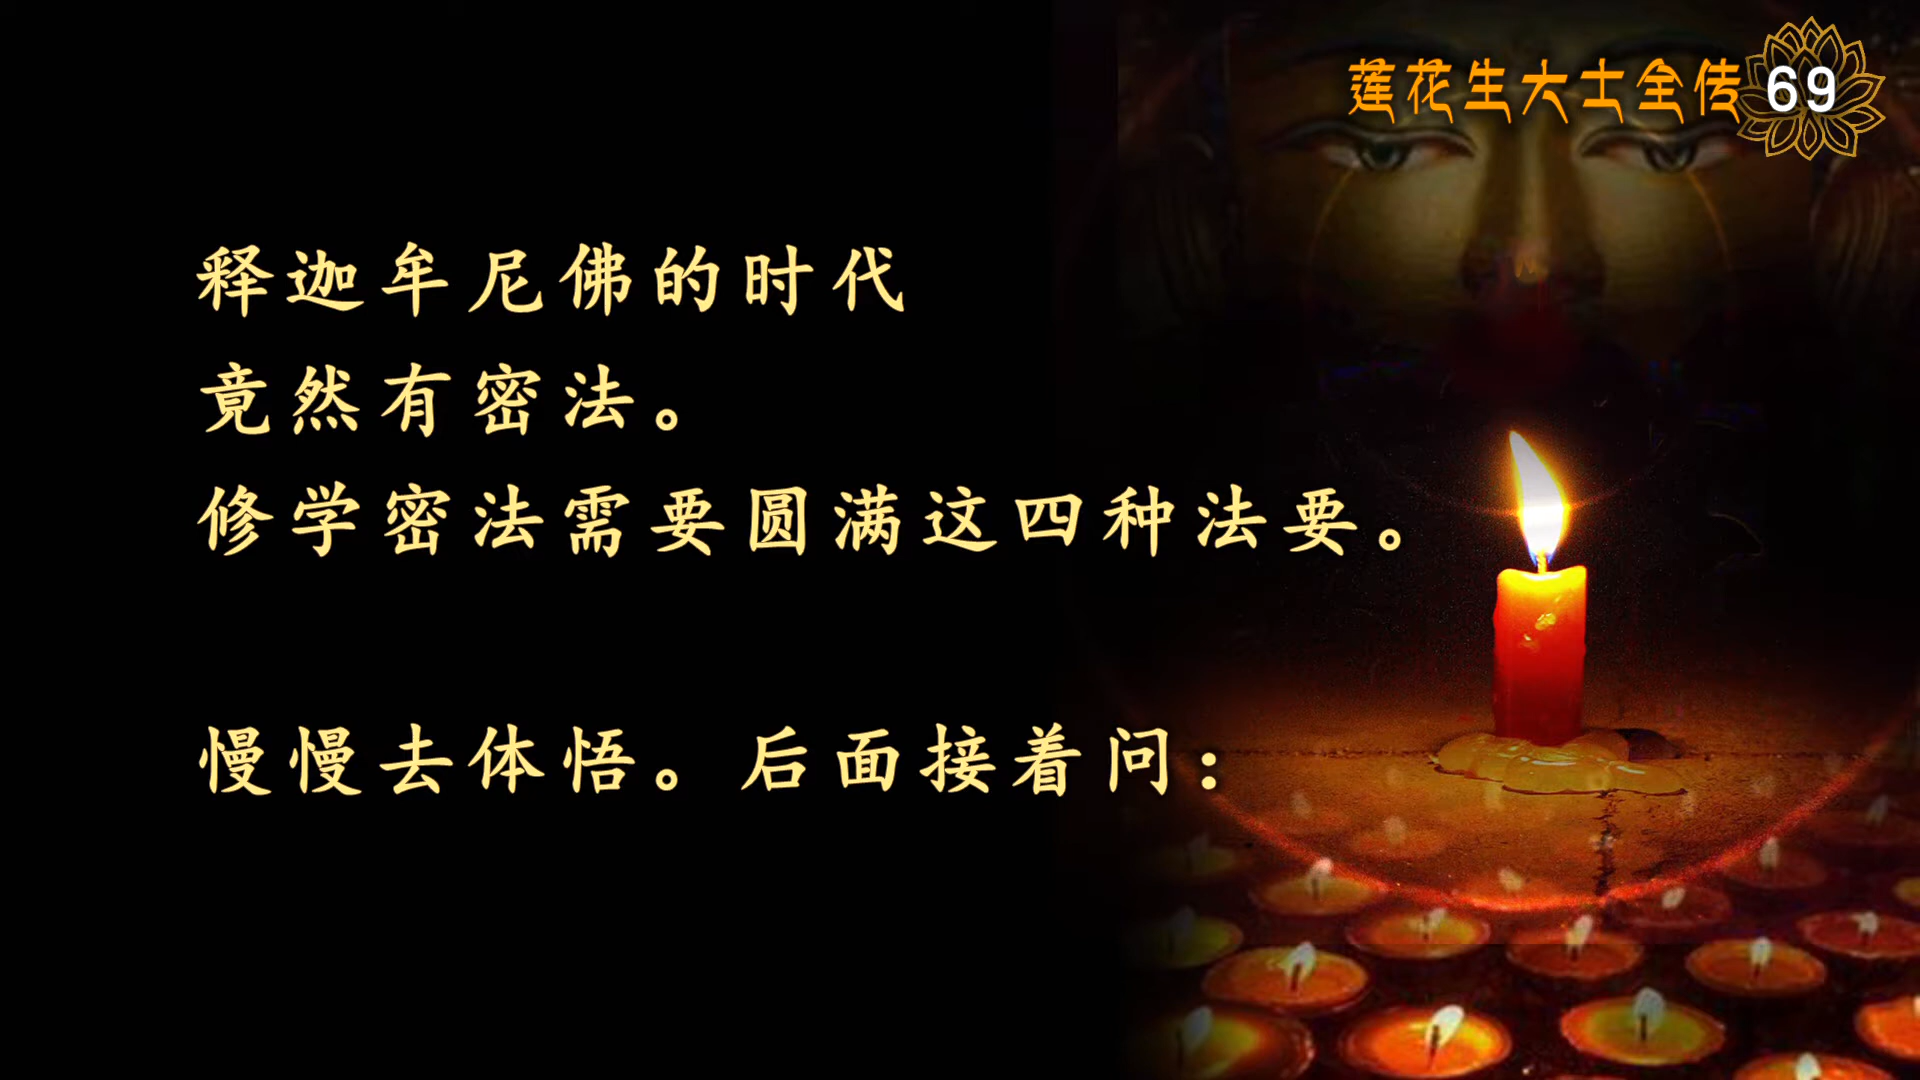 莲花生大士全传 69
释迦牟尼佛的时代
竟然有密法。
修学密法需要圆满这四种法要。
慢慢去体悟。后面接着问：